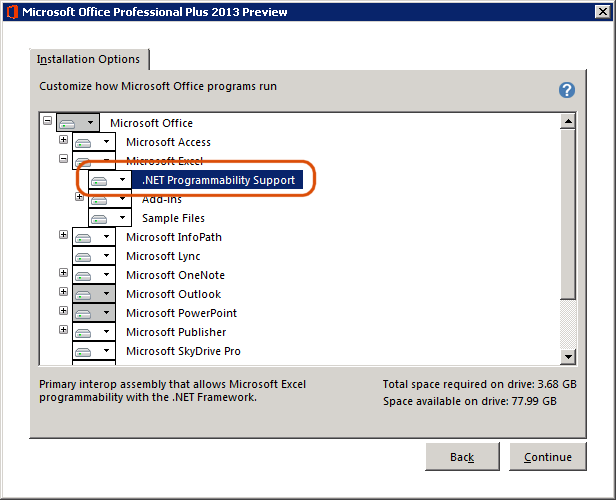 Microsoft Office Professional Plus 2013 Preview
Installation Options
Customize how Microsoft Office programs run
?
Microsoft Office
Microsoft Access
Microsoft Excel
.NET Programmability Support
Add-ins
Sample Files
Microsoft InfoPath
Microsoft Lync
Microsoft OneNote
Microsoft Outlook
Microsoft PowerPoint
Microsoft Publisher
Microsoft SkyDrive Pro
Primary interop assembly that allows Microsoft Excel
programmability with the .NET Framework.
Total space required on drive: 3.68 GB
Space available on drive: 77.99 GB
Back
Continue